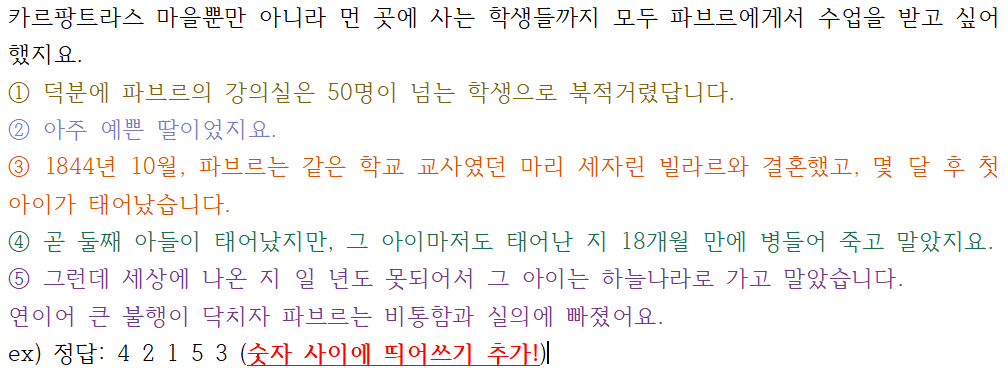 카르팡트라스 마을뿐만 아니라 먼 곳에 사는 학생들까지 모두 파브르에게서 수업을 받고 싶어
했지요.
① 덕분에 파브르의 강의실은 50명이 넘는 학생으로 북적거렸답니다.
② 아주 예쁜 딸이었지요.
③ 1844년 10월, 파브르는 같은 학교 교사였던 마리 세자린 빌라르와 결혼했고, 몇 달 후 첫
아이가 태어났습니다.
④ 곧 둘째 아들이 태어났지만, 그 아이마저도 태어난 지 18개월 만에 병들어 죽고 말았지요.
⑤ 그런데 세상에 나온 지 일 년도 못되어서 그 아이는 하늘나라로 가고 말았습니다.
연이어 큰 불행이 닥치자 파브르는 비통함과 실의에 빠졌어요.
ex) 정답: 4 2 1 5 3 (숫자 사이에 띄어쓰기 추가!)